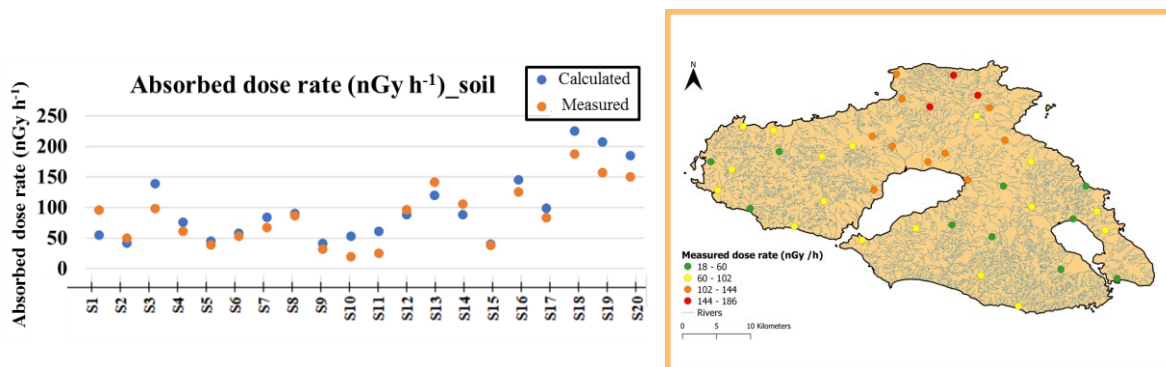 Absorbed dose rate (nGy h-1)_soil
Calculated
Measured
Absorbed dose rate (nGy h-1)
250
200
150
100
50
0
S1 S2 S3 S4 S5 S6 S7 S8 S9 S10 S11 S12 S13 S14 S15 S16 S17 S18 S19 S20
N
Measured dose rate (nGy /h)
18 - 60
60 - 102
102 - 144
144 - 186
Rivers
0 5 10 Kilometers